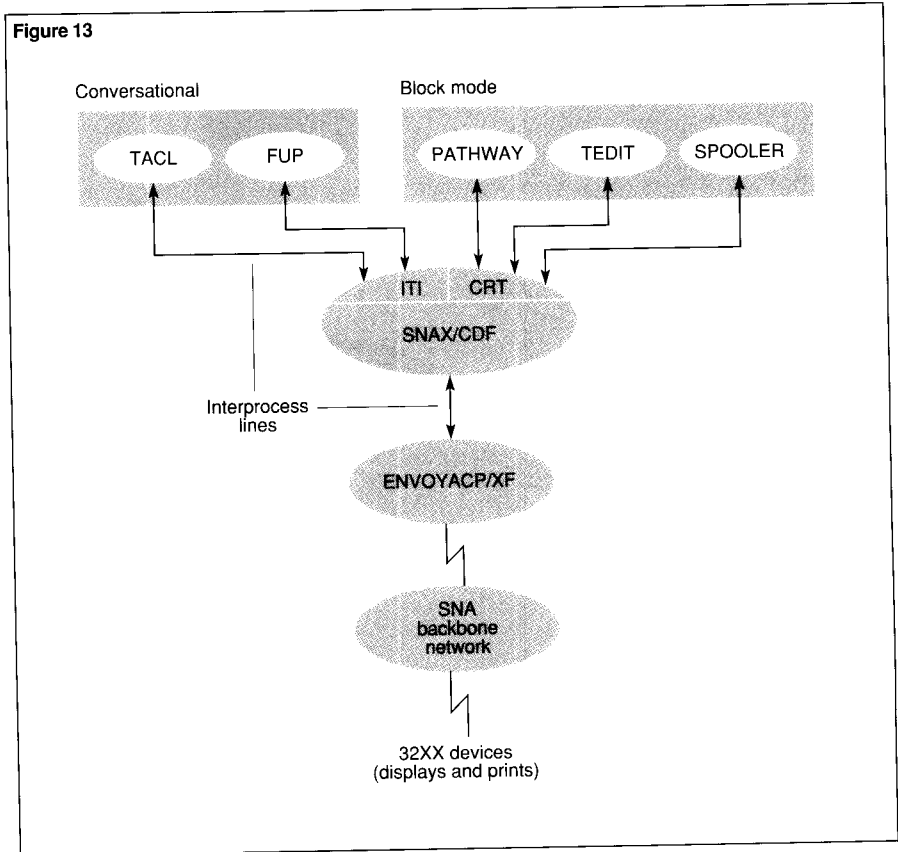 Figure 13
Conversational
Block mode
TACL
FUP
PATHWAY
TEDIT
SPOOLER
ITI
CRT
SNAX/CDF
Interprocess
lines
ENVOYACP/XF
SNA
backbone
network
32XX devices
(displays and prints)